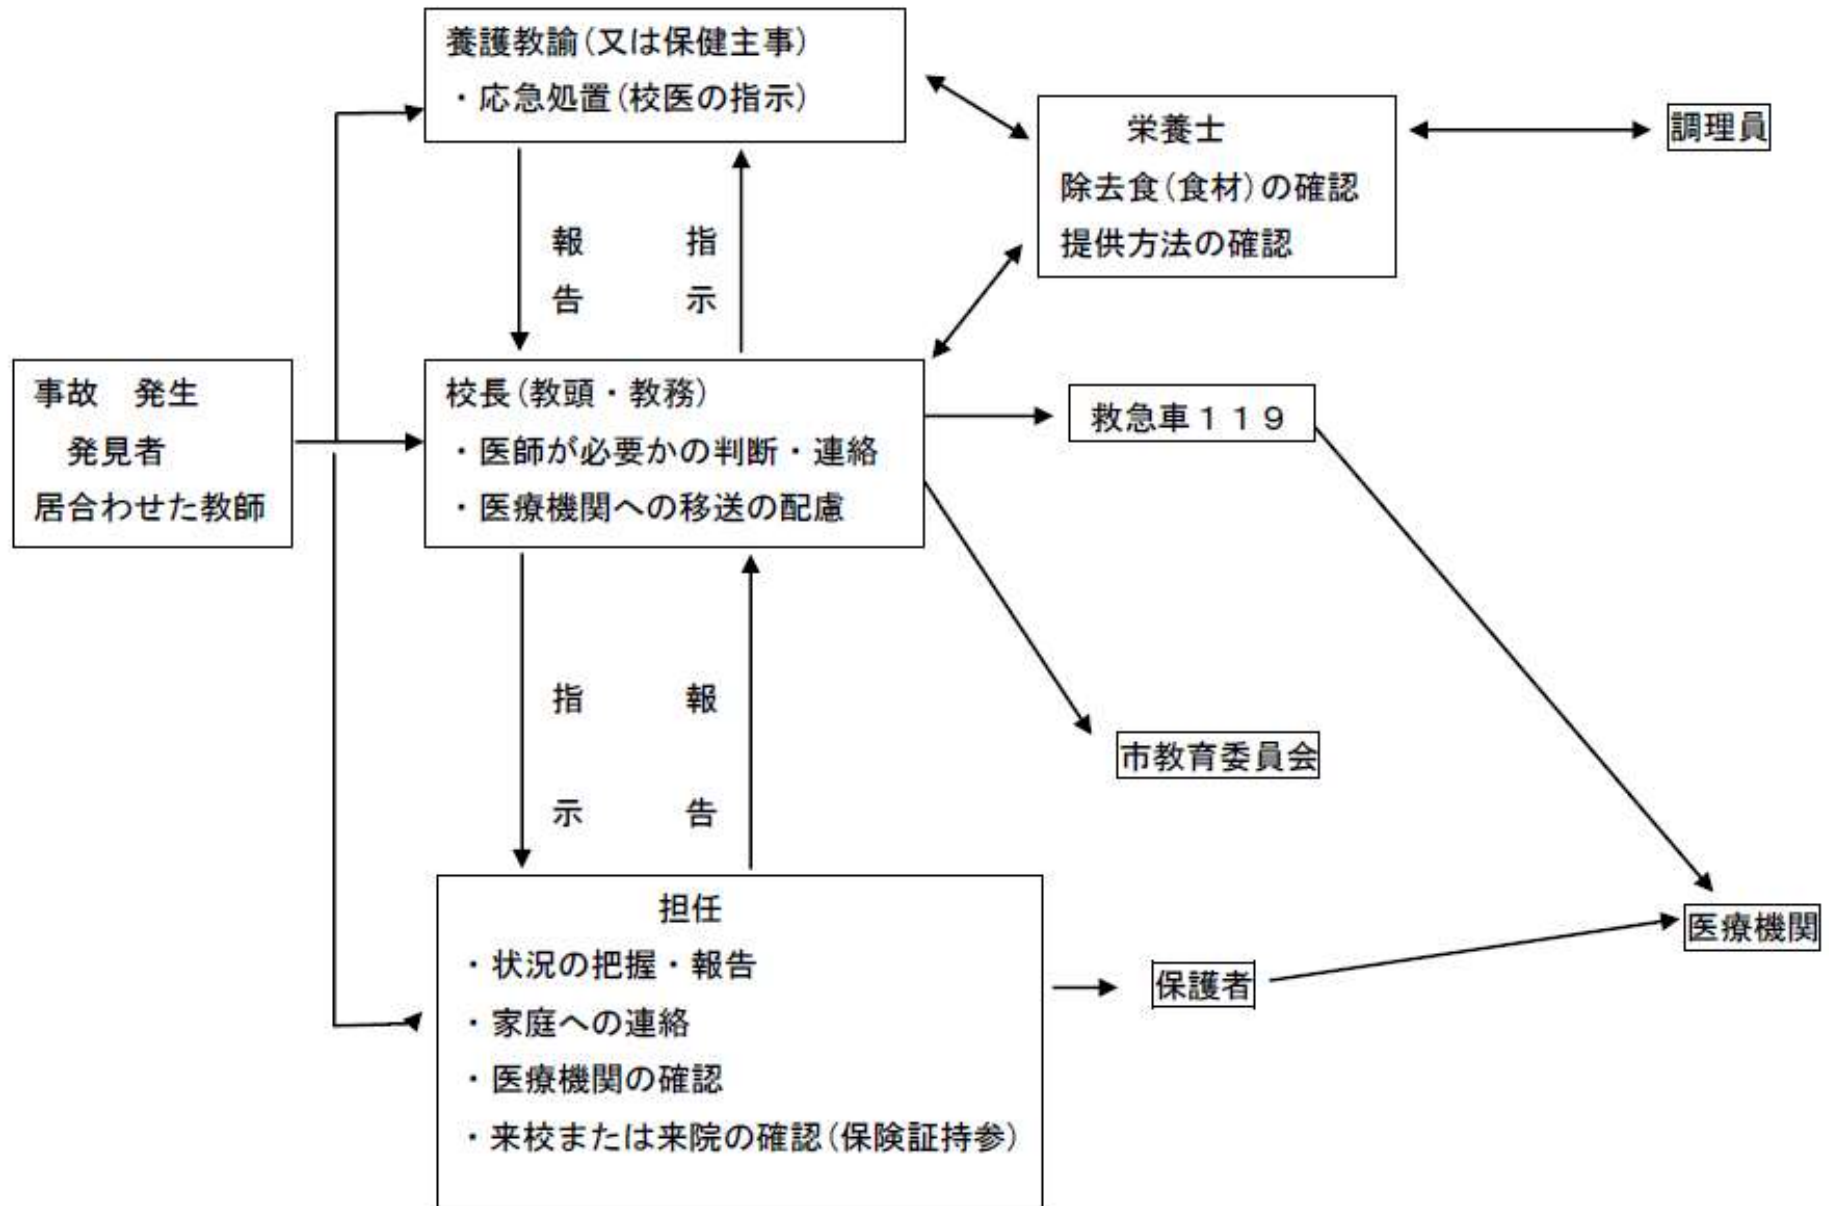 養護教諭(又は保健主事)
・応急処置(校医の指示)
栄養士
除去食(食材)の確認
提供方法の確認
調理員
報告
指示
事故　発生
発見者
居合わせた教師
校長(教頭・教務)
・医師が必要かの判断・連絡
・医療機関への移送の配慮
救急車１１９
指示
報告
市教育委員会
担任
・状況の把握・報告
・家庭への連絡
・医療機関の確認
・来校または来院の確認(保険証持参)
保護者
医療機関